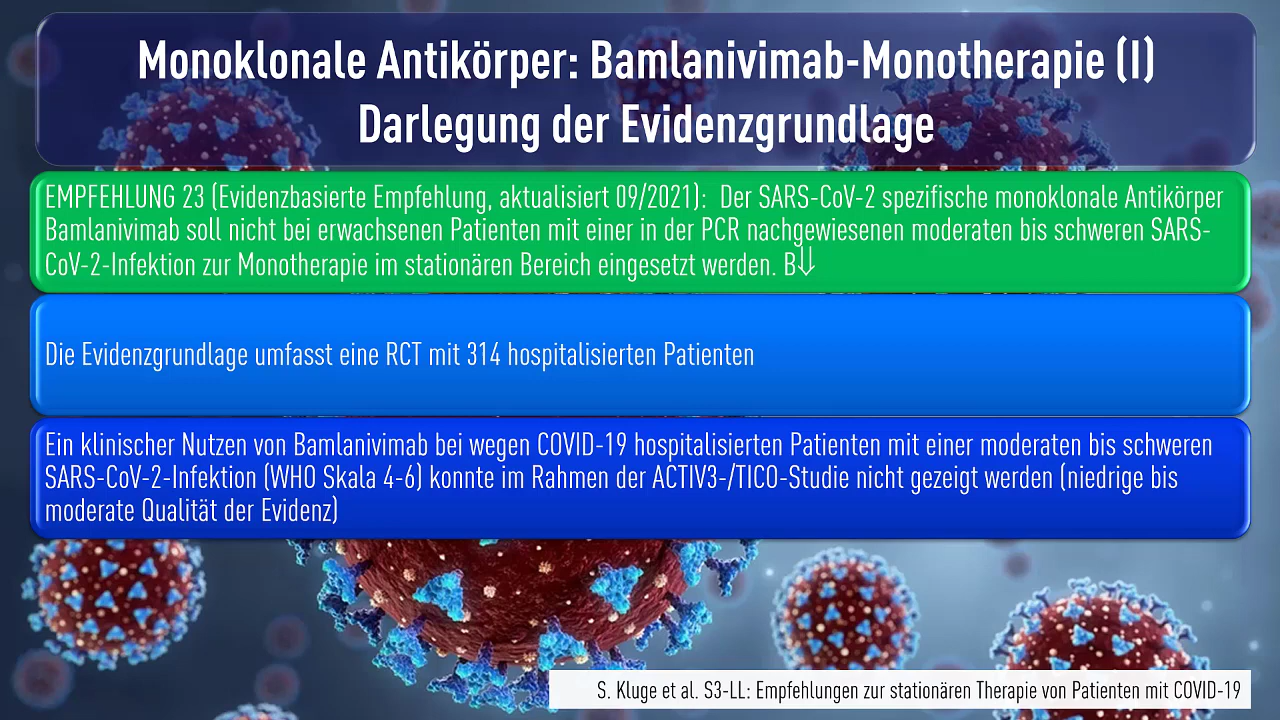 Monoklonale Antikörper: Bamlanivimab-Monotherapie (I)
Darlegung der Evidenzgrundlage
EMPFEHLUNG 23 (Evidenzbasierte Empfehlung, aktualisiert 09/2021): Der SARS-CoV-2 spezifische monoklonale Antikörper
Bamlanivimab soll nicht bei erwachsenen Patienten mit einer in der PCR nachgewiesenen moderaten bis schweren SARS-
CoV-2-Infektion zur Monotherapie im stationären Bereich eingesetzt werden. B⇓
Die Evidenzgrundlage umfasst eine RCT mit 314 hospitalisierten Patienten
Ein klinischer Nutzen von Bamlanivimab bei wegen COVID-19 hospitalisierten Patienten mit einer moderaten bis schweren
SARS-CoV-2-Infektion (WHO Skala 4-6) konnte im Rahmen der ACTIV3-/TICO-Studie nicht gezeigt werden (niedrige bis
moderate Qualität der Evidenz)
S. Kluge et al. S3-LL: Empfehlungen zur stationären Therapie von Patienten mit COVID-19